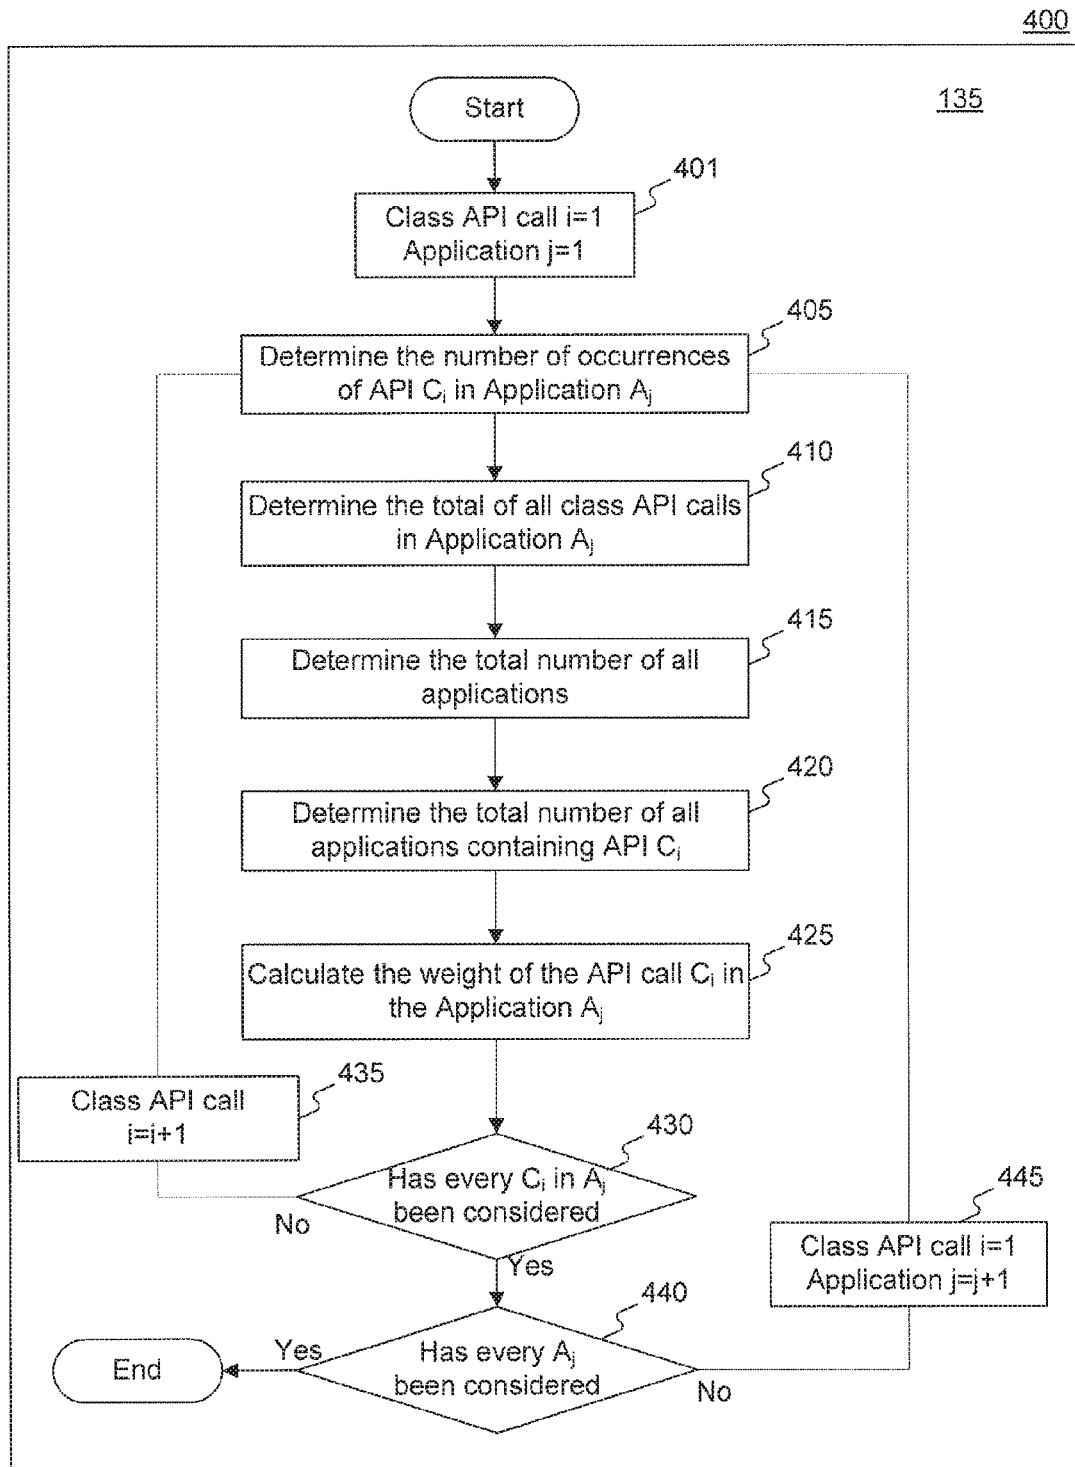 400
135
Start
401
Class API call i=1
Application j=1
405
Determine the number of occurrences
of API Ci in Application Aj
410
Determine the total of all class API calls
in Application Aj
415
Determine the total number of all
applications
420
Determine the total number of all
applications containing API Ci
425
Calculate the weight of the API call Ci in
the Application Aj
435
Class API call
i=i+1
430
Has every Ci in Aj
been considered
No
Yes
445
Class API call i=1
Application j=j+1
440
Has every Aj
been considered
Yes
No
End